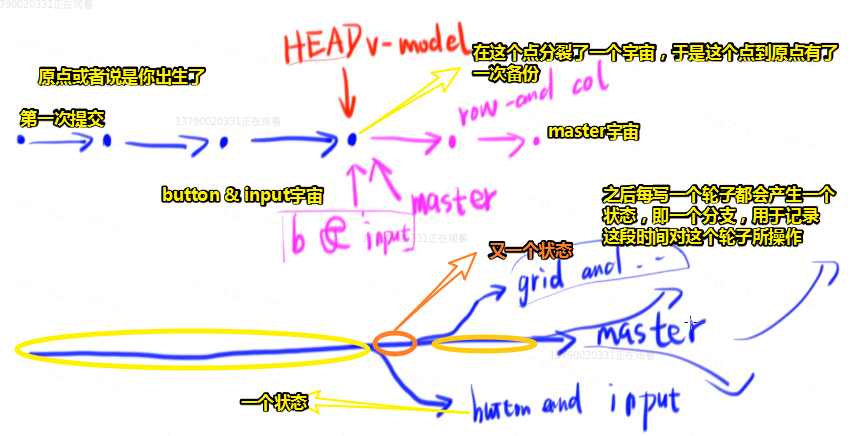 13790020331正在观看
HEAD v-model
在这个点分裂了一个宇宙，于是这个点到原点有了
一次备份
原点或者说是你出生了
第一次提交
13790020331正在观看
row-and col
master宇宙
button & input宇宙
master
b @ input
13790020331正在观看
之后每写一个轮子都会产生一个
状态，即一个分支，用于记录
这段时间对这个轮子所操作
又一个状态
grid and . . .
master
13790020331正在观看
一个状态
button and input